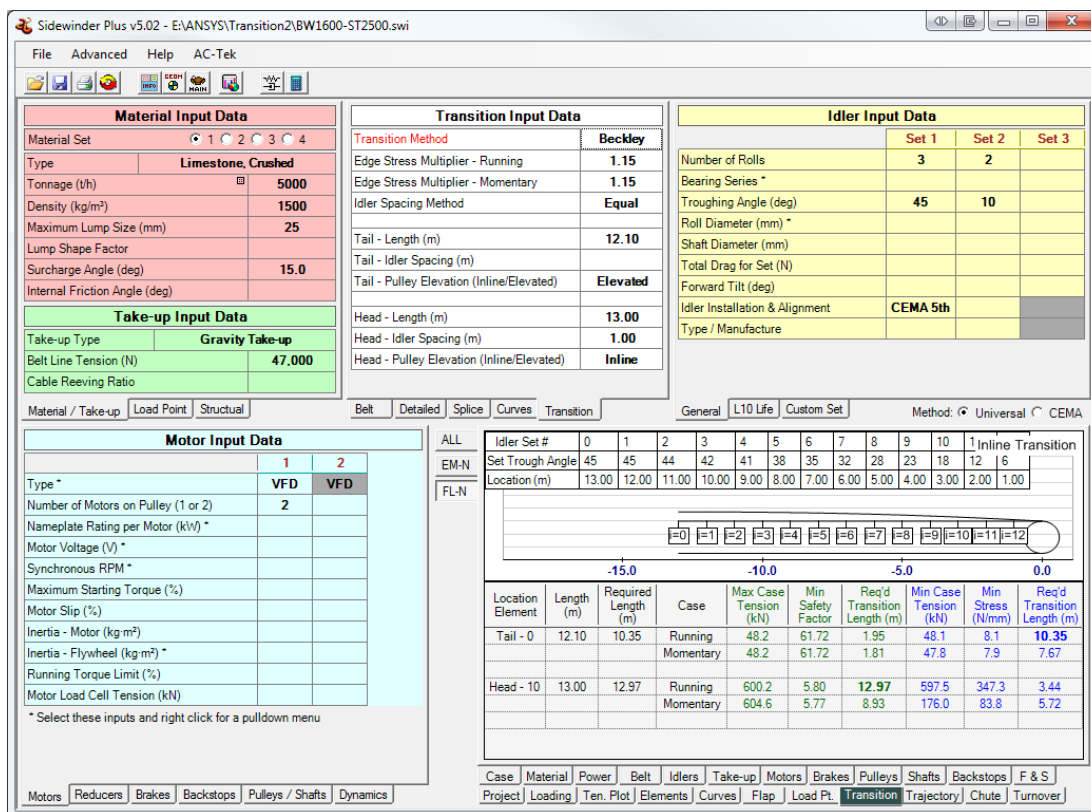 Sidewinder Plus v5.02 - E:\ANSYS\Transition2\BW1600-ST2500.swi
File Advanced Help AC-Tek
INFO GEOM MAIN
Material Input Data
Material Set 1 2 3 4
Type Limestone, Crushed
Tonnage (t/h) 5000
Density (kg/m³) 1500
Maximum Lump Size (mm) 25
Lump Shape Factor
Surcharge Angle (deg) 15.0
Internal Friction Angle (deg)
Take-up Input Data
Take-up Type Gravity Take-up
Belt Line Tension (N) 47,000
Cable Reeving Ratio
Material / Take-up Load Point Structual
Transition Input Data
Transition Method Beckley
Edge Stress Multiplier - Running 1.15
Edge Stress Multiplier - Momentary 1.15
Idler Spacing Method Equal
Tail - Length (m) 12.10
Tail - Idler Spacing (m)
Tail - Pulley Elevation (Inline/Elevated) Elevated
Head - Length (m) 13.00
Head - Idler Spacing (m) 1.00
Head - Pulley Elevation (Inline/Elevated) Inline
Belt Detailed Splice Curves Transition
Idler Input Data
Set 1 Set 2 Set 3
Number of Rolls 3 2
Bearing Series *
Troughing Angle (deg) 45 10
Roll Diameter (mm) *
Shaft Diameter (mm)
Total Drag for Set (N)
Forward Tilt (deg)
Idler Installation & Alignment CEMA 5th
Type / Manufacture
General L10 Life Custom Set Method: Universal CEMA
Motor Input Data
1 2
Type * VFD VFD
Number of Motors on Pulley (1 or 2) 2
Nameplate Rating per Motor (kW) *
Motor Voltage (V) *
Synchronous RPM *
Maximum Starting Torque (%)
Motor Slip (%)
Inertia - Motor (kg·m²)
Inertia - Flywheel (kg·m²) *
Running Torque Limit (%)
Motor Load Cell Tension (kN)
* Select these inputs and right click for a pulldown menu
Motors Reducers Brakes Backstops Pulleys / Shafts Dynamics
ALL
EM-N
FL-N
Idler Set # 0 1 2 3 4 5 6 7 8 9 10 1 Inline Transition
Set Trough Angle 45 45 44 42 41 38 35 32 28 23 18 12 6
Location (m) 13.00 12.00 11.00 10.00 9.00 8.00 7.00 6.00 5.00 4.00 3.00 2.00 1.00
i=0 i=1 i=2 i=3 i=4 i=5 i=6 i=7 i=8 i=9 i=10 i=11 i=12
-15.0 -10.0 -5.0 0.0
Location Element Length (m) Required Length (m) Case Max Case Tension (kN) Min Safety Factor Req'd Transition Length (m) Min Case Tension (kN) Min Stress (N/mm) Req'd Transition Length (m)
Tail - 0 12.10 10.35 Running 48.2 61.72 1.95 48.1 8.1 10.35
Momentary 48.2 61.72 1.81 47.8 7.9 7.67
Head - 10 13.00 12.97 Running 600.2 5.80 12.97 597.5 347.3 3.44
Momentary 604.6 5.77 8.93 176.0 83.8 5.72
Case Material Power Belt Idlers Take-up Motors Brakes Pulleys Shafts Backstops F & S
Project Loading Ten. Plot Elements Curves Flap Load Pt. Transition Trajectory Chute Turnover